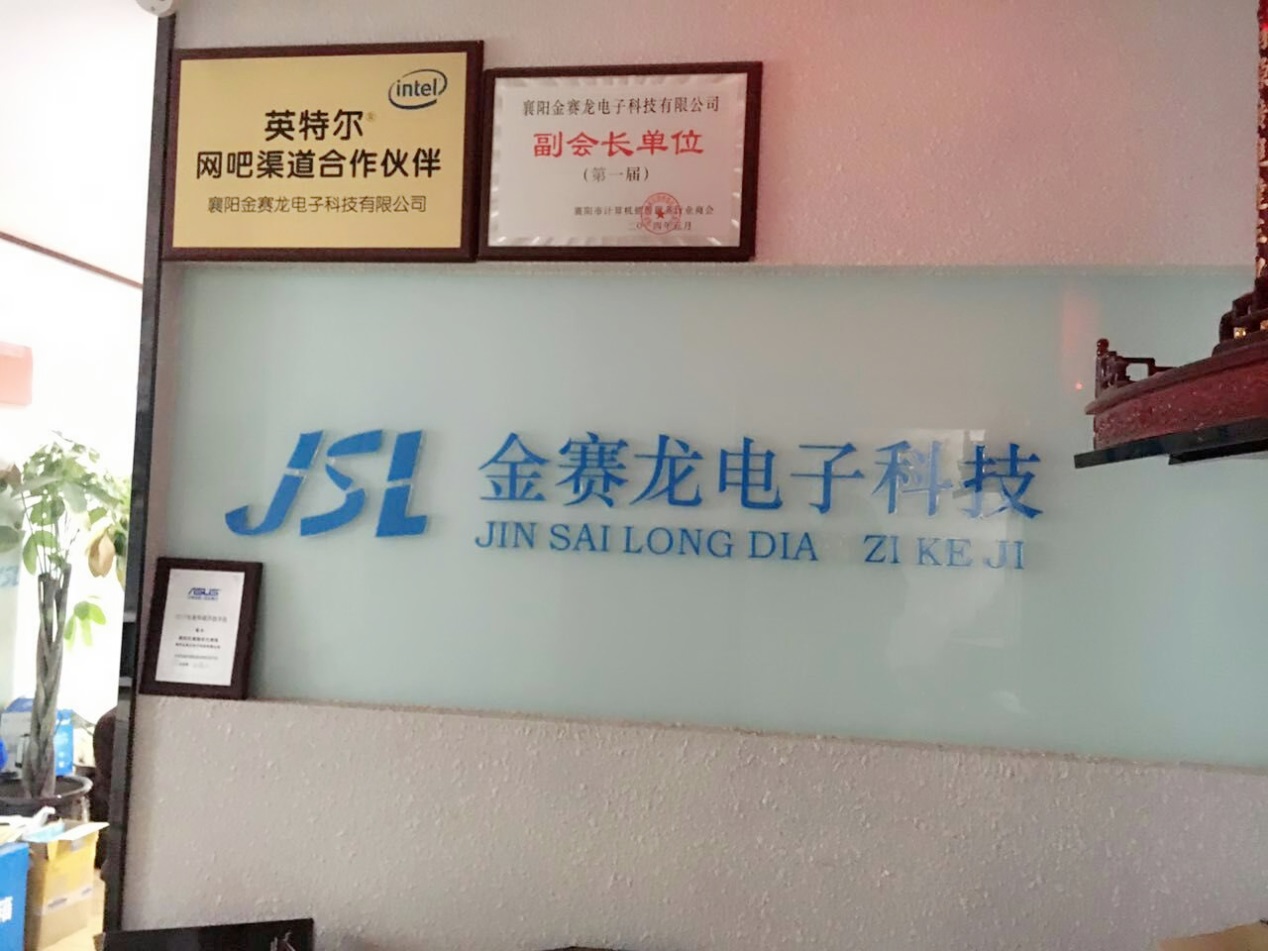 intel
英特尔®
网吧渠道合作伙伴
襄阳金赛龙电子科技有限公司
襄阳金赛龙电子科技有限公司
副会长单位
(第一届)
JSL
金赛龙电子科技
JIN SAI LONG DIA ZI KE JI
ASUS